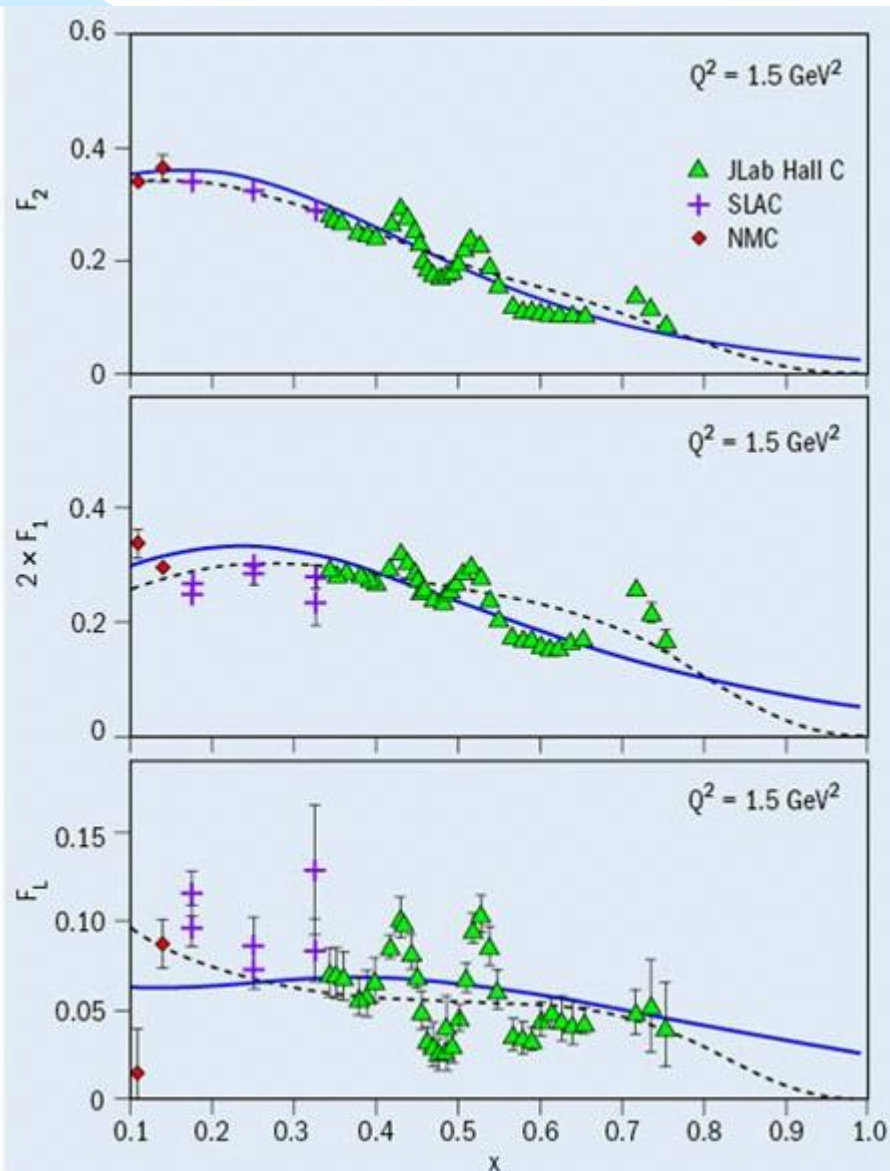 0.6
0.4
0.2
0
F₂
Q² = 1.5 GeV²
JLab Hall C
SLAC
NMC
0.4
0.2
0
2 × F₁
Q² = 1.5 GeV²
0.15
0.10
0.05
0
F_L
Q² = 1.5 GeV²
0.1 0.2 0.3 0.4 0.5 0.6 0.7 0.8 0.9 1.0
x